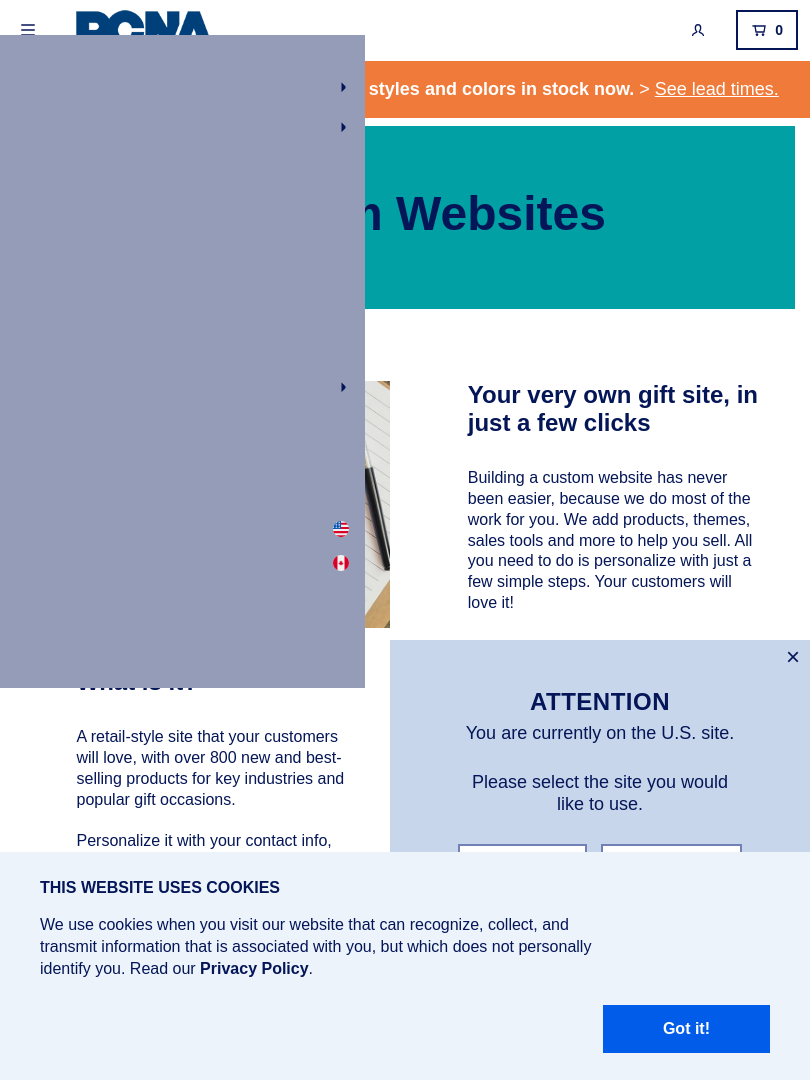 PCNA
0
styles and colors in stock now. > See lead times.
Websites
Your very own gift site, in
just a few clicks
Building a custom website has never
been easier, because we do most of the
work for you. We add products, themes,
sales tools and more to help you sell. All
you need to do is personalize with just a
few simple steps. Your customers will
love it!
What is it?
A retail-style site that your customers
will love, with over 800 new and best-
selling products for key industries and
popular gift occasions.
Personalize it with your contact info,
×
ATTENTION
You are currently on the U.S. site.
Please select the site you would
like to use.
THIS WEBSITE USES COOKIES
We use cookies when you visit our website that can recognize, collect, and
transmit information that is associated with you, but which does not personally
identify you. Read our Privacy Policy.
Got it!